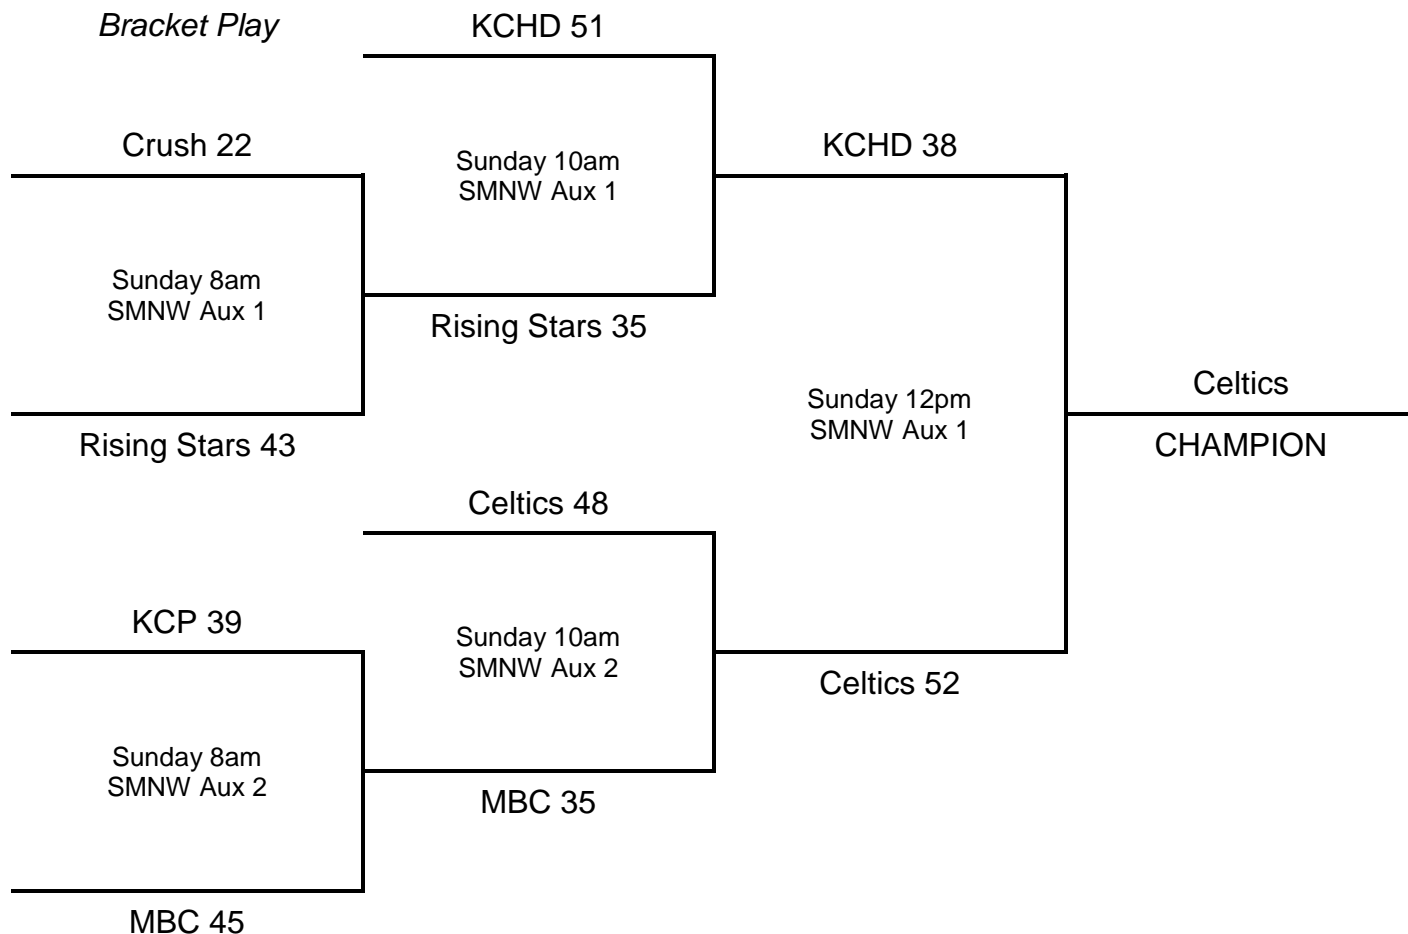 Bracket Play
KCHD 51
Crush 22
Sunday 10am
SMNW Aux 1
KCHD 38
Sunday 8am
SMNW Aux 1
Rising Stars 35
Rising Stars 43
Sunday 12pm
SMNW Aux 1
Celtics
CHAMPION
Celtics 48
KCP 39
Sunday 10am
SMNW Aux 2
Celtics 52
Sunday 8am
SMNW Aux 2
MBC 35
MBC 45